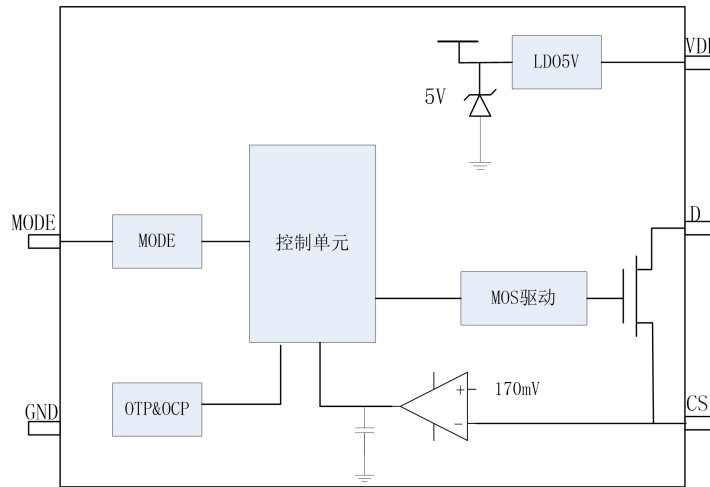 VDD
LDO5V
5V
MODE
MODE
控制单元
D
MOS驱动
GND
OTP&OCP
+
170mV
-
CS